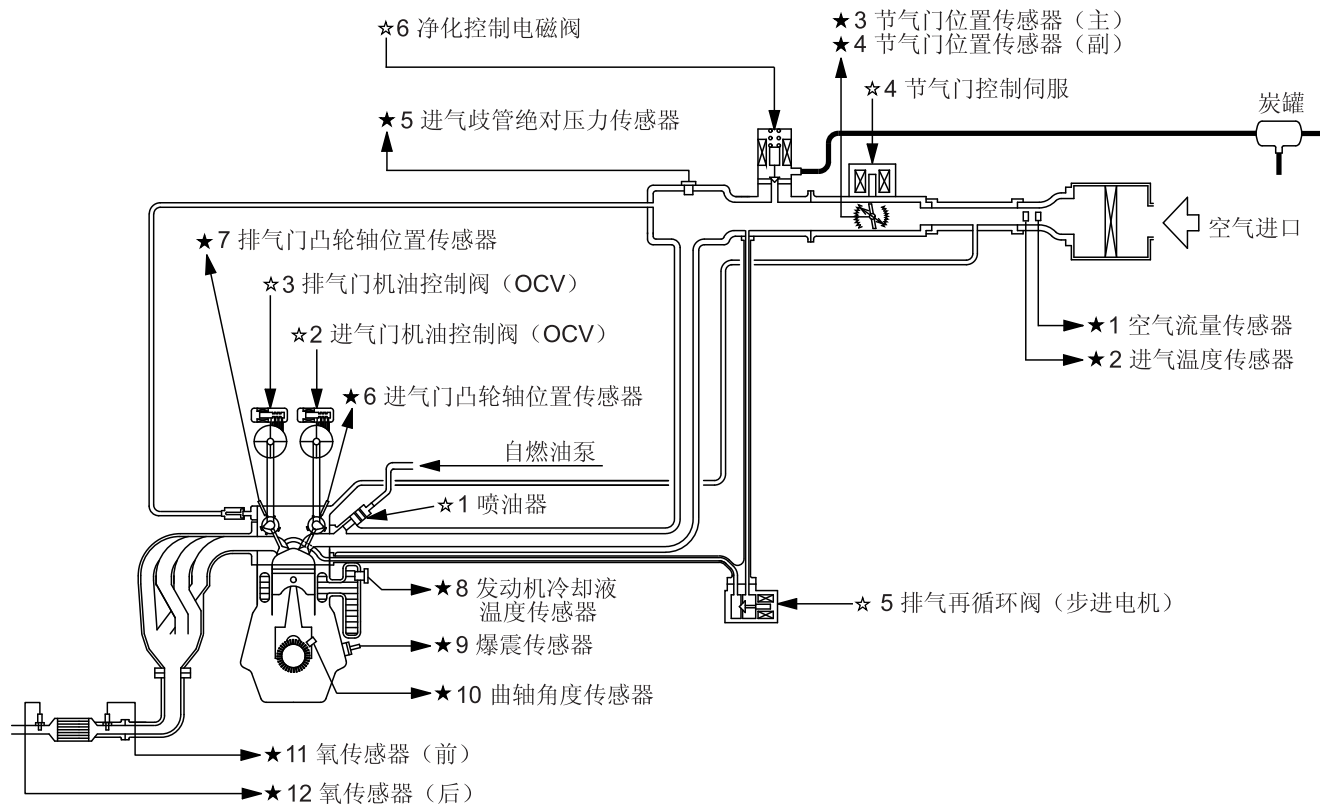 ☆6 净化控制电磁阀
★3 节气门位置传感器（主）
★4 节气门位置传感器（副）
☆4 节气门控制伺服
炭罐
★5 进气歧管绝对压力传感器
空气进口
★7 排气门凸轮轴位置传感器
☆3 排气门机油控制阀（OCV）
☆2 进气门机油控制阀（OCV）
★1 空气流量传感器
★2 进气温度传感器
★6 进气门凸轮轴位置传感器
自燃油泵
☆1 喷油器
★8 发动机冷却液
温度传感器
☆ 5 排气再循环阀（步进电机）
★9 爆震传感器
★10 曲轴角度传感器
★11 氧传感器（前）
★12 氧传感器（后）